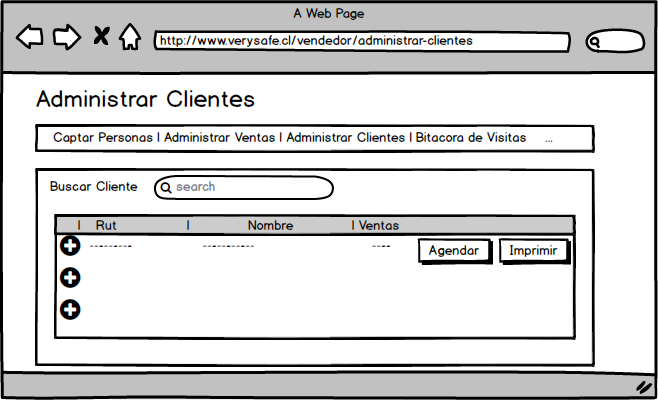 A Web Page
http://www.verysafe.cl/vendedor/administrar-clientes
Administrar Clientes
Captar Personas | Administrar Ventas | Administrar Clientes | Bitacora de Visitas ...
Buscar Cliente search
| Rut | Nombre | Ventas
--------- ----------- ---- Agendar Imprimir